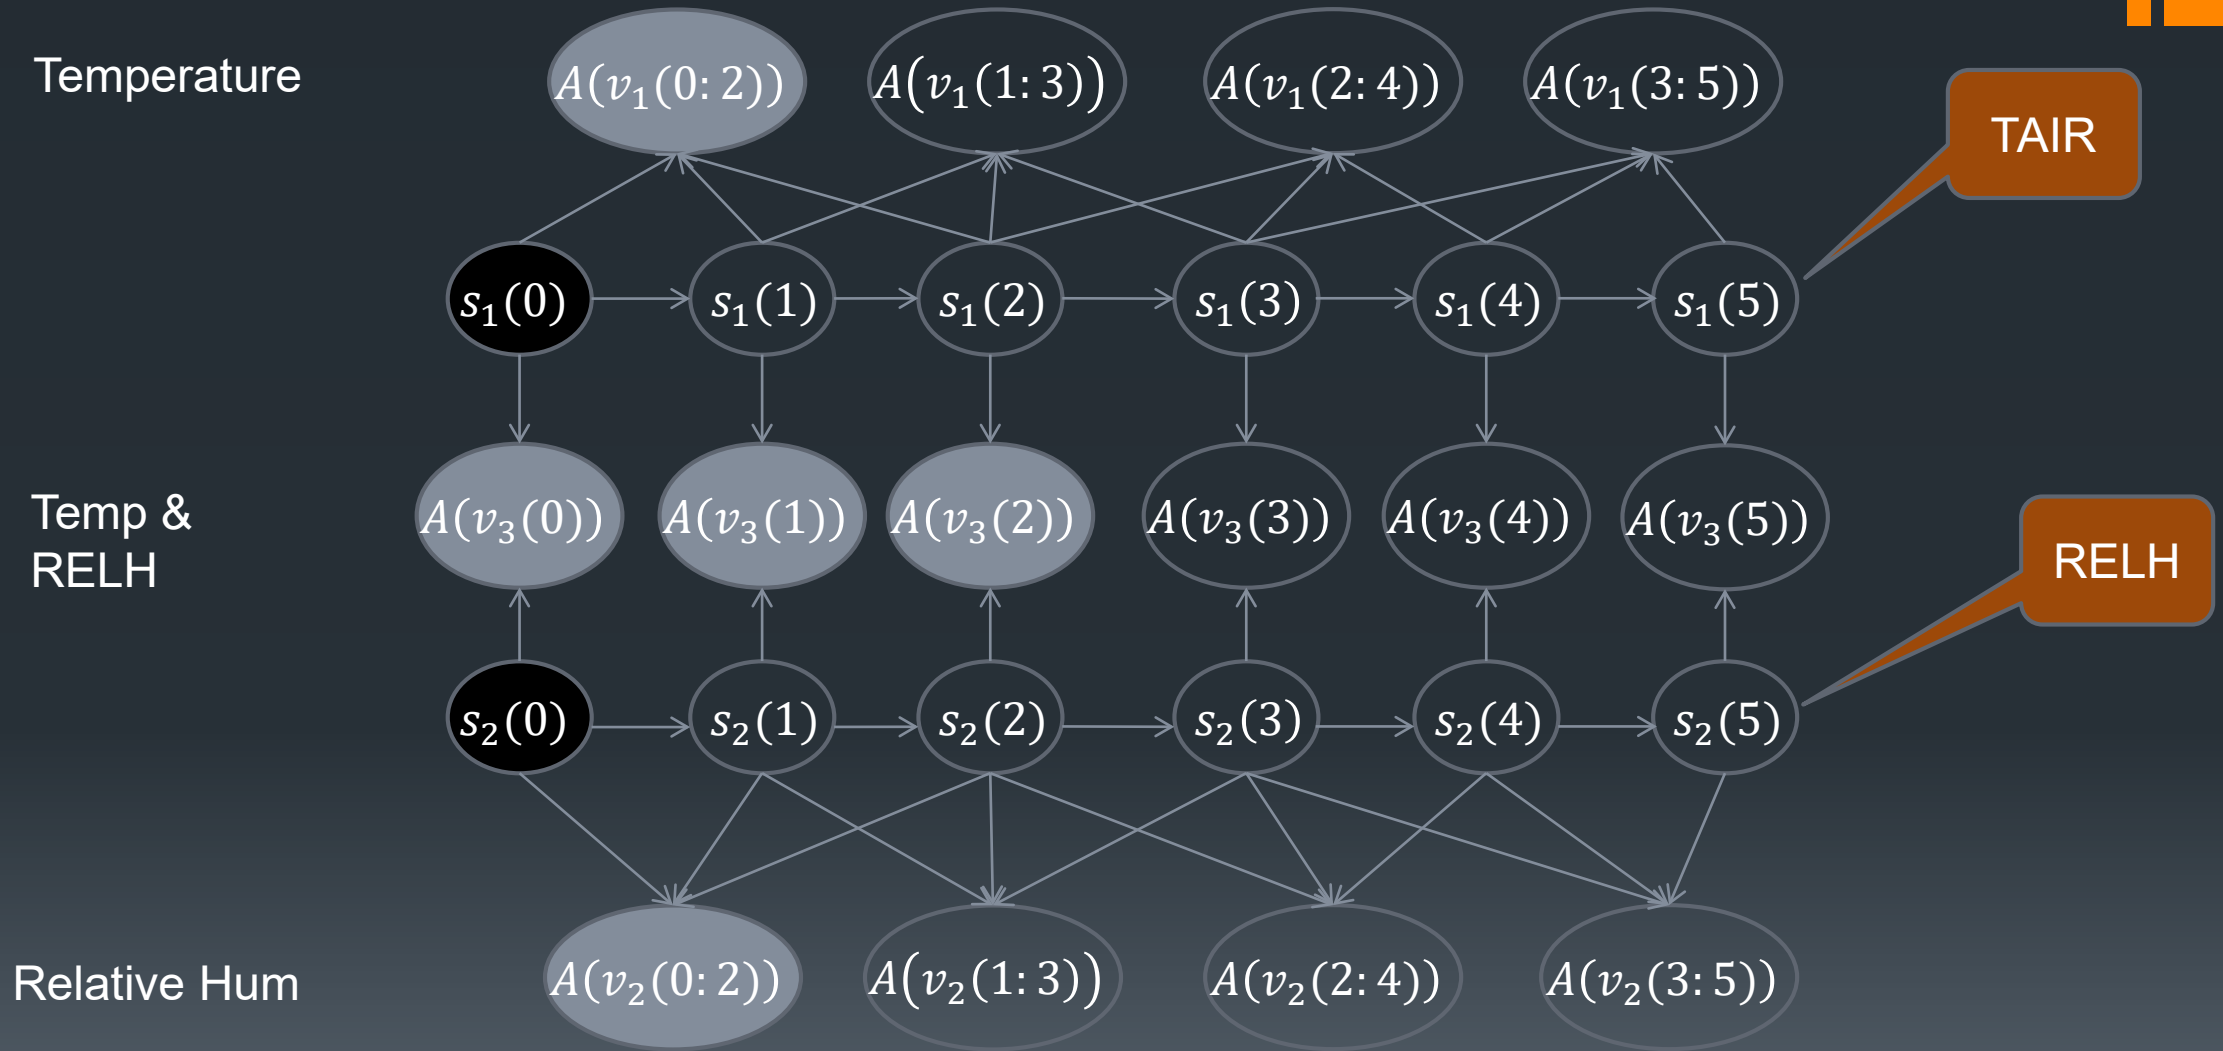 Temperature
A(v₁(0: 2))
A(v₁(1: 3))
A(v₁(2: 4))
A(v₁(3: 5))
TAIR
s₁(0)
s₁(1)
s₁(2)
s₁(3)
s₁(4)
s₁(5)
Temp &
RELH
A(v₃(0))
A(v₃(1))
A(v₃(2))
A(v₃(3))
A(v₃(4))
A(v₃(5))
RELH
s₂(0)
s₂(1)
s₂(2)
s₂(3)
s₂(4)
s₂(5)
Relative Hum
A(v₂(0: 2))
A(v₂(1: 3))
A(v₂(2: 4))
A(v₂(3: 5))